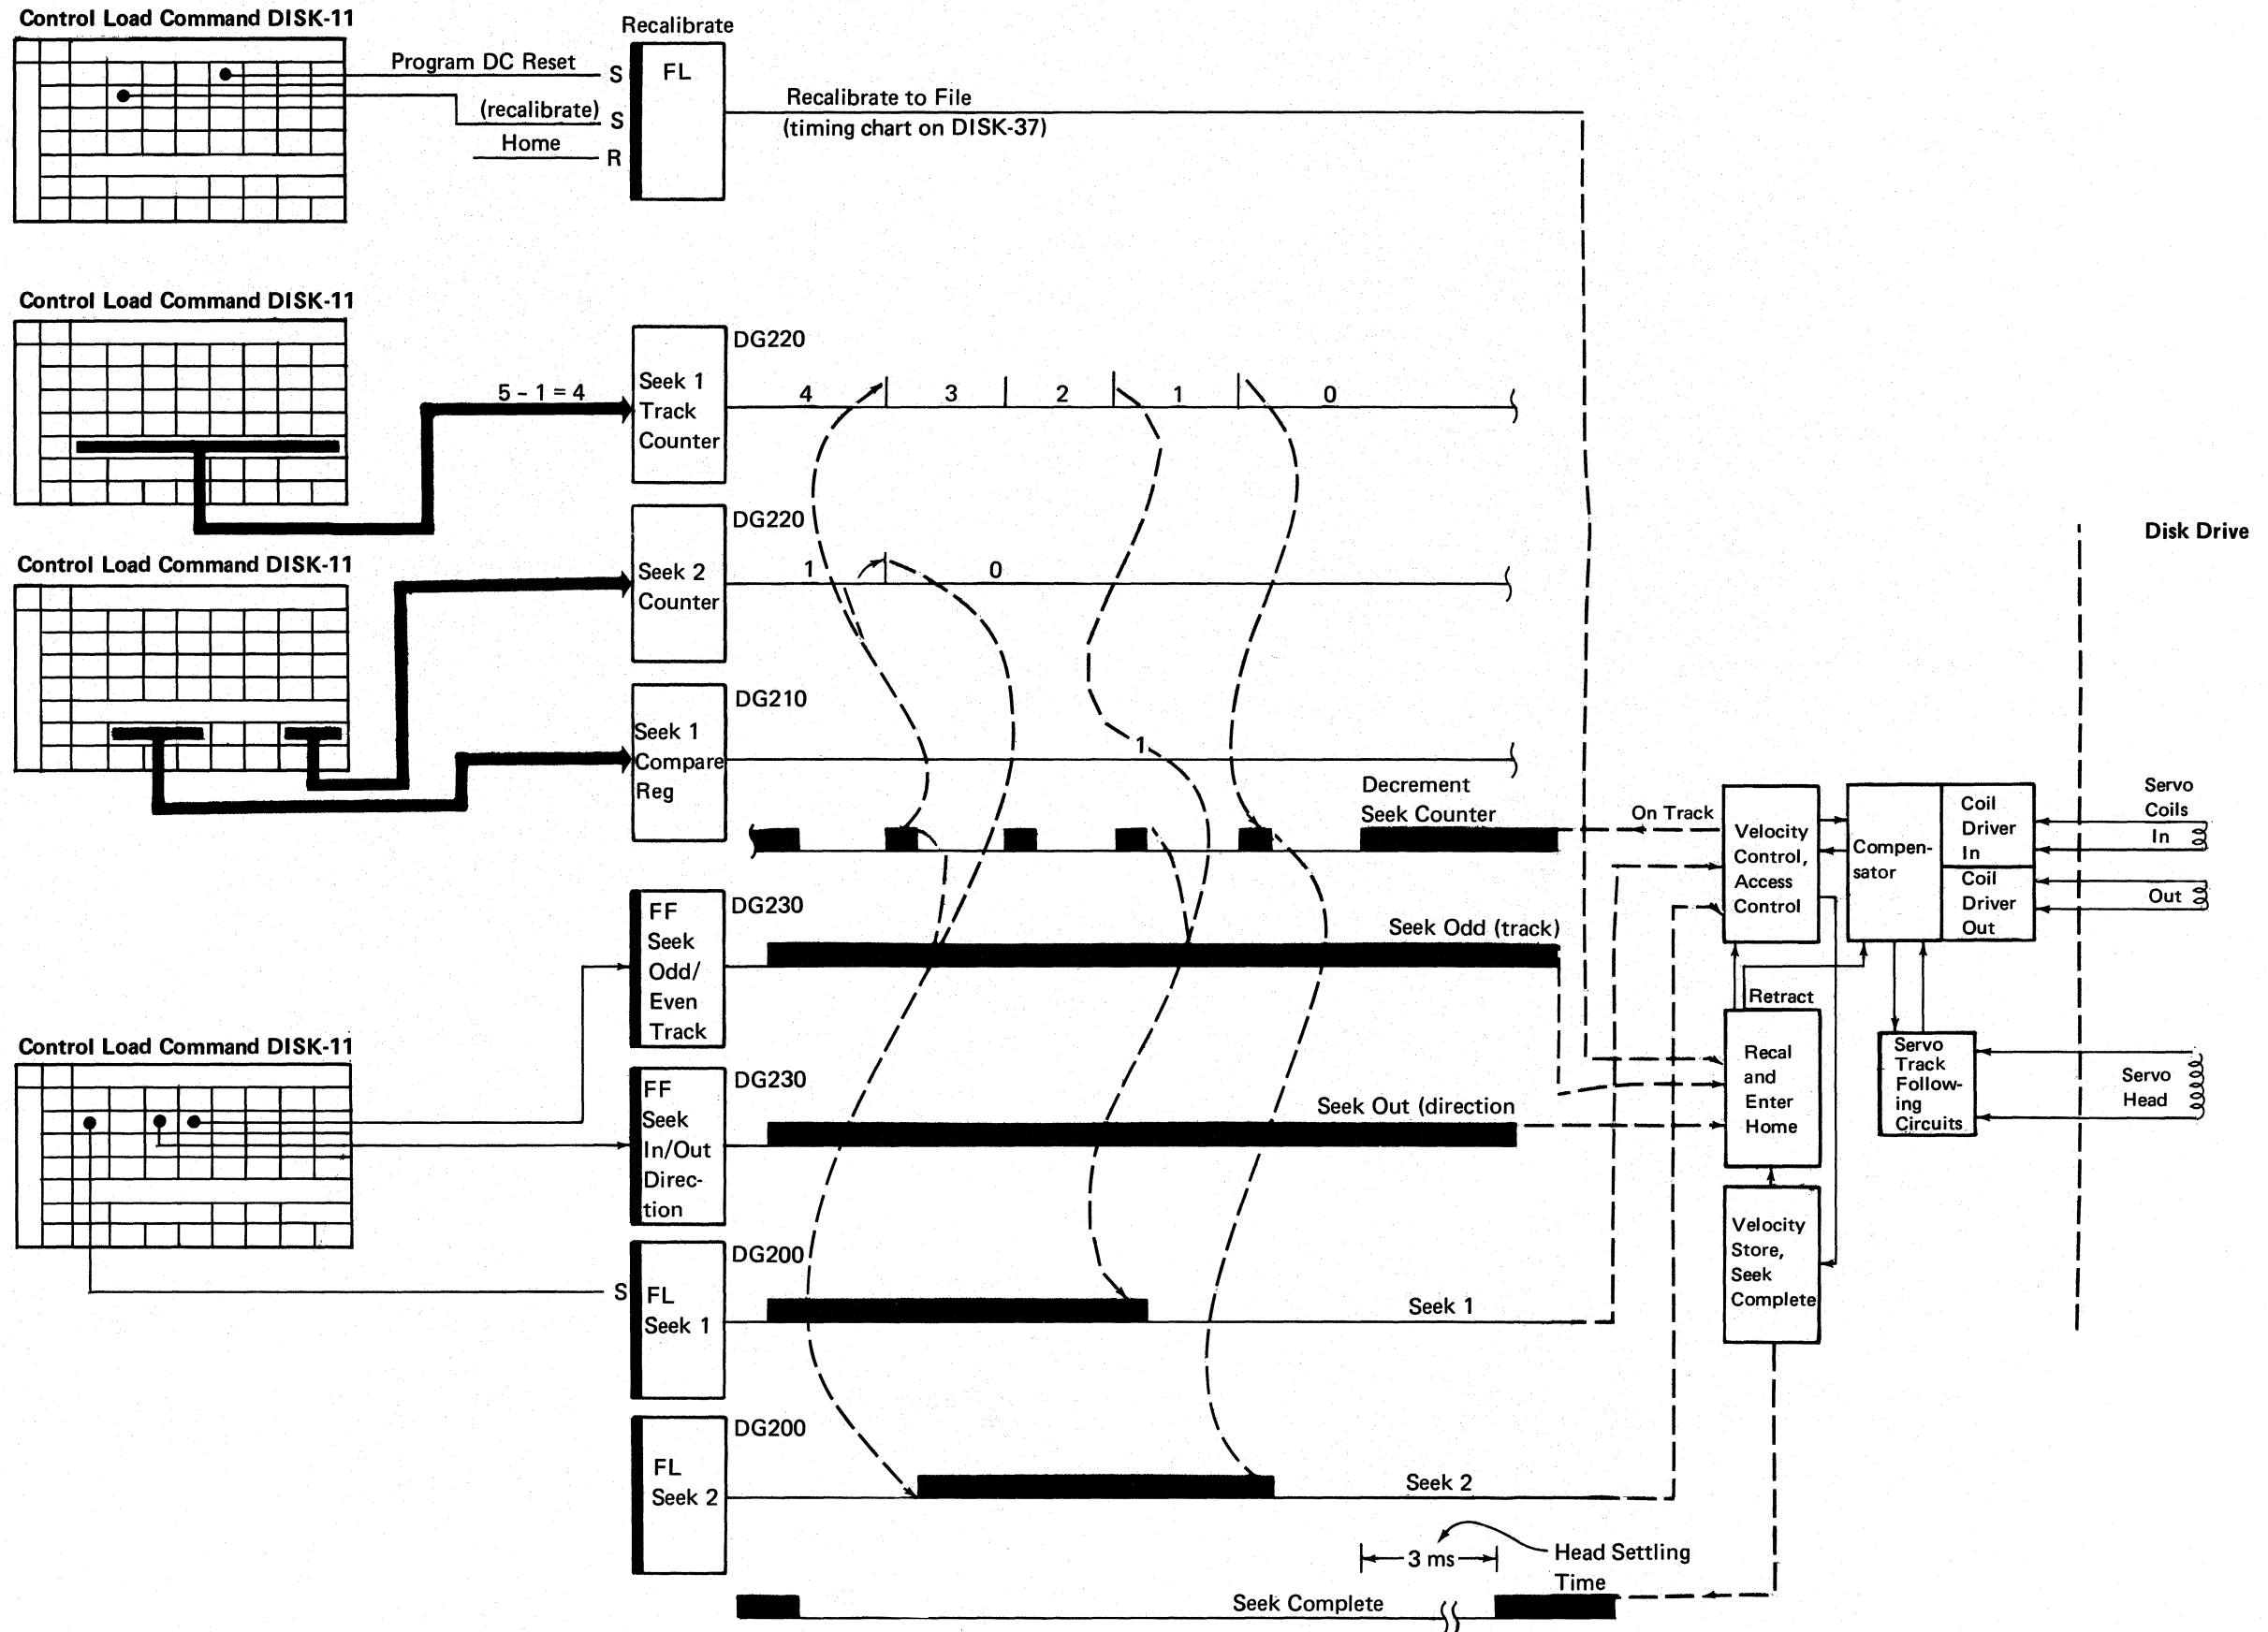 Control Load Command DISK-11
Recalibrate
Program DC Reset
S
FL
(recalibrate)
S
Home
R
Recalibrate to File
(timing chart on DISK-37)
Control Load Command DISK-11
5 - 1 = 4
Seek 1
Track
Counter
DG220
4
3
2
1
0
Control Load Command DISK-11
Seek 2
Counter
DG220
1
0
Seek 1
Compare
Reg
DG210
1
Decrement
Seek Counter
Disk Drive
On Track
Velocity
Control,
Access
Control
Compen-
sator
Coil
Driver
In
Coil
Driver
Out
Servo
Coils
In
Out
FF
Seek
Odd/
Even
Track
DG230
Seek Odd (track)
Retract
Recal
and
Enter
Home
Servo
Track
Follow-
ing
Circuits
Servo
Head
Control Load Command DISK-11
FF
Seek
In/Out
Direc-
tion
DG230
Seek Out (direction
Velocity
Store,
Seek
Complete
S
FL
Seek 1
DG200
Seek 1
FL
Seek 2
DG200
Seek 2
3 ms
Head Settling
Time
Seek Complete